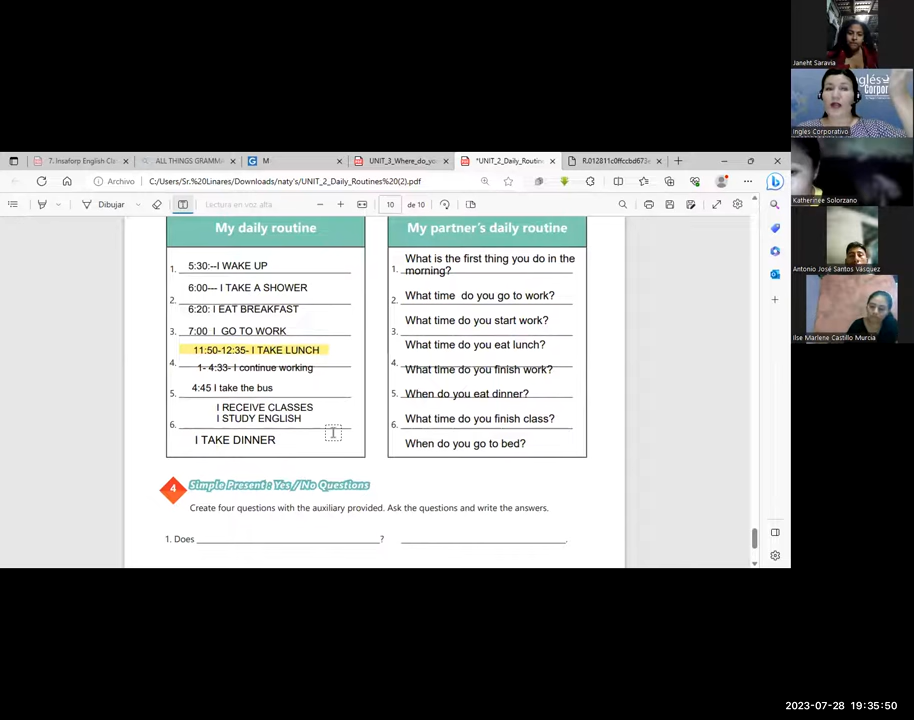 7. Insaforp English Cla
ALL THINGS GRAMMA
M
UNIT_3_Where_do_yo
*UNIT_2_Daily_Routines
R.012811c0ffccbd673e
Archivo
C:/Users/Sr.%20Linares/Downloads/naty's/UNIT_2_Daily_Routines%20(2).pdf
Dibujar
Lectura en voz alta
10
de 10
My daily routine
1. 5:30:--I WAKE UP
6:00--- I TAKE A SHOWER
2.
6:20: I EAT BREAKFAST
3. 7:00 I GO TO WORK
11:50-12:35- I TAKE LUNCH
4.
1- 4:33- I continue working
5. 4:45 I take the bus
I RECEIVE CLASSES
I STUDY ENGLISH
6.
I TAKE DINNER
My partner's daily routine
What is the first thing you do in the
1. morning?
2. What time do you go to work?
What time do you start work?
3.
What time do you eat lunch?
4.
What time do you finish work?
5. When do you eat dinner?
6. What time do you finish class?
When do you go to bed?
4
Simple Present : Yes / No Questions
Create four questions with the auxiliary provided. Ask the questions and write the answers.
1. Does ? .
Janeht Saravia
Inglés Corporativo
Katherinee Solorzano
Antonio José Santos Vásquez
Ilse Marlene Castillo Murcia
2023-07-28 19:35:50